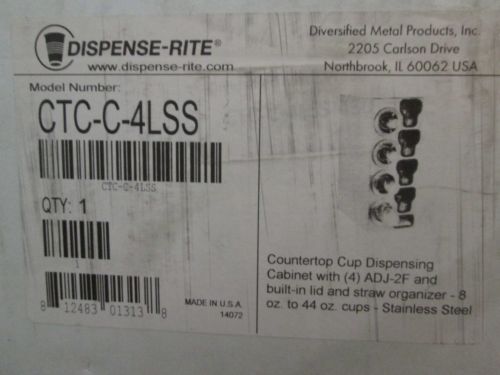 DISPENSE-RITE®
www.dispense-rite.com
Diversified Metal Products, Inc
2205 Carlson Drive
Northbrook, IL 60062 USA
Model Number:
CTC-C-4LSS
CTC-C-4LSS
QTY: 1
1
8 12483 01313 8
MADE IN U.S.A.
14072
Countertop Cup Dispensing
Cabinet with (4) ADJ-2F and
built-in lid and straw organizer - 8
oz. to 44 oz. cups - Stainless Steel